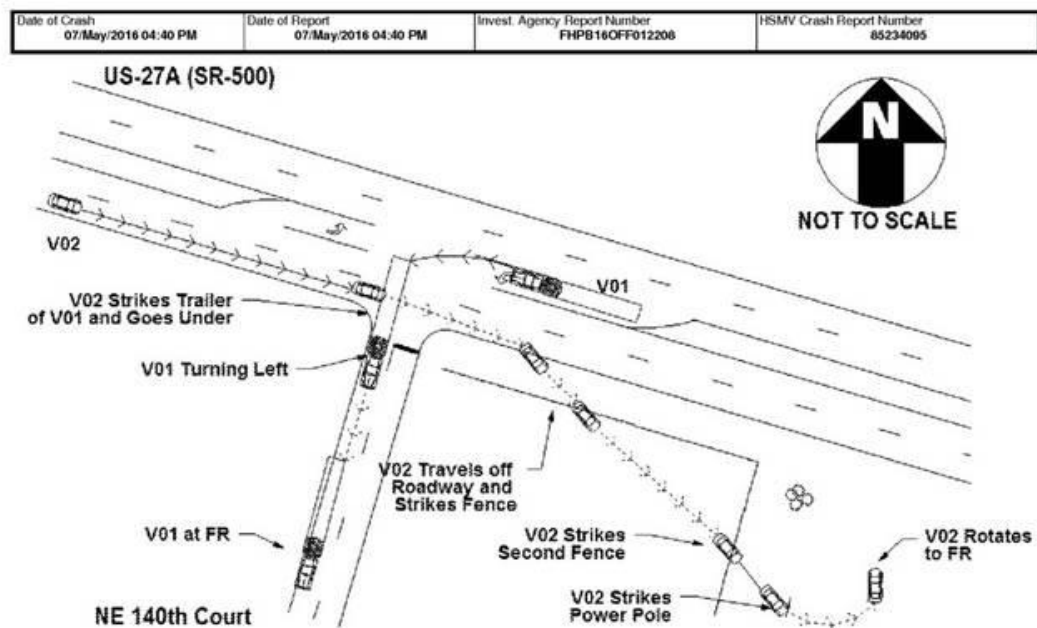 Date of Crash
07/May/2016 04:40 PM
Date of Report
07/May/2016 04:40 PM
Invest. Agency Report Number
FHPB16OFF012208
HSMV Crash Report Number
85234095
US-27A (SR-500)
N
NOT TO SCALE
V02
V01
V02 Strikes Trailer
of V01 and Goes Under
V01 Turning Left
V02 Travels off
Roadway and
Strikes Fence
V01 at FR
V02 Strikes
Second Fence
V02 Rotates
to FR
V02 Strikes
Power Pole
NE 140th Court